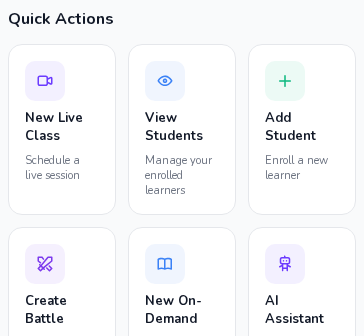 Quick Actions
New Live
Class
Schedule a
live session
View
Students
Manage your
enrolled
learners
Add
Student
Enroll a new
learner
Create
Battle
New On-
Demand
AI
Assistant